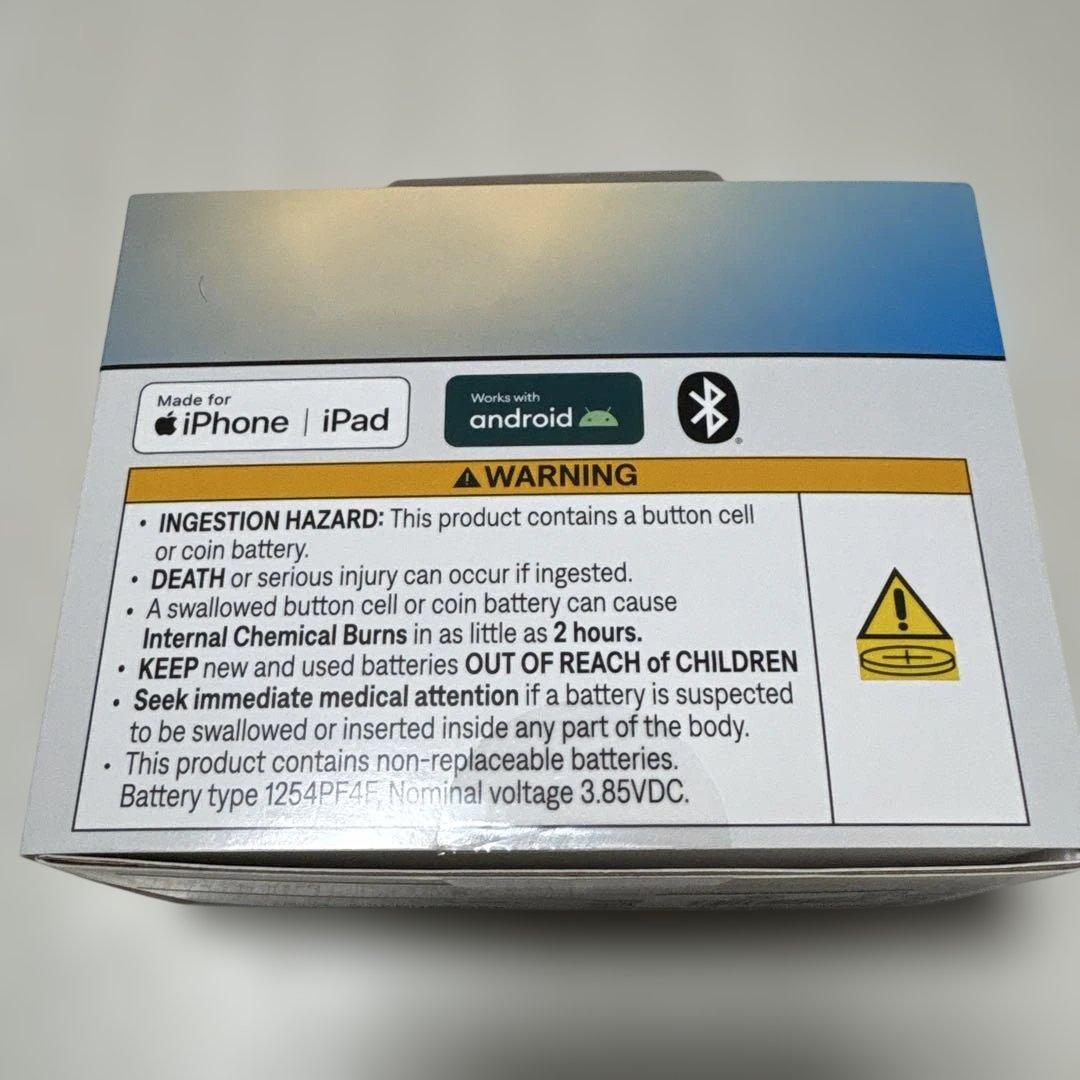 Made for
iPhone | iPad
Works with
android
®
WARNING
• INGESTION HAZARD: This product contains a button cell
or coin battery.
• DEATH or serious injury can occur if ingested.
• A swallowed button cell or coin battery can cause
Internal Chemical Burns in as little as 2 hours.
• KEEP new and used batteries OUT OF REACH of CHILDREN
• Seek immediate medical attention if a battery is suspected
to be swallowed or inserted inside any part of the body.
• This product contains non-replaceable batteries.
Battery type 1254PF4F, Nominal voltage 3.85VDC.